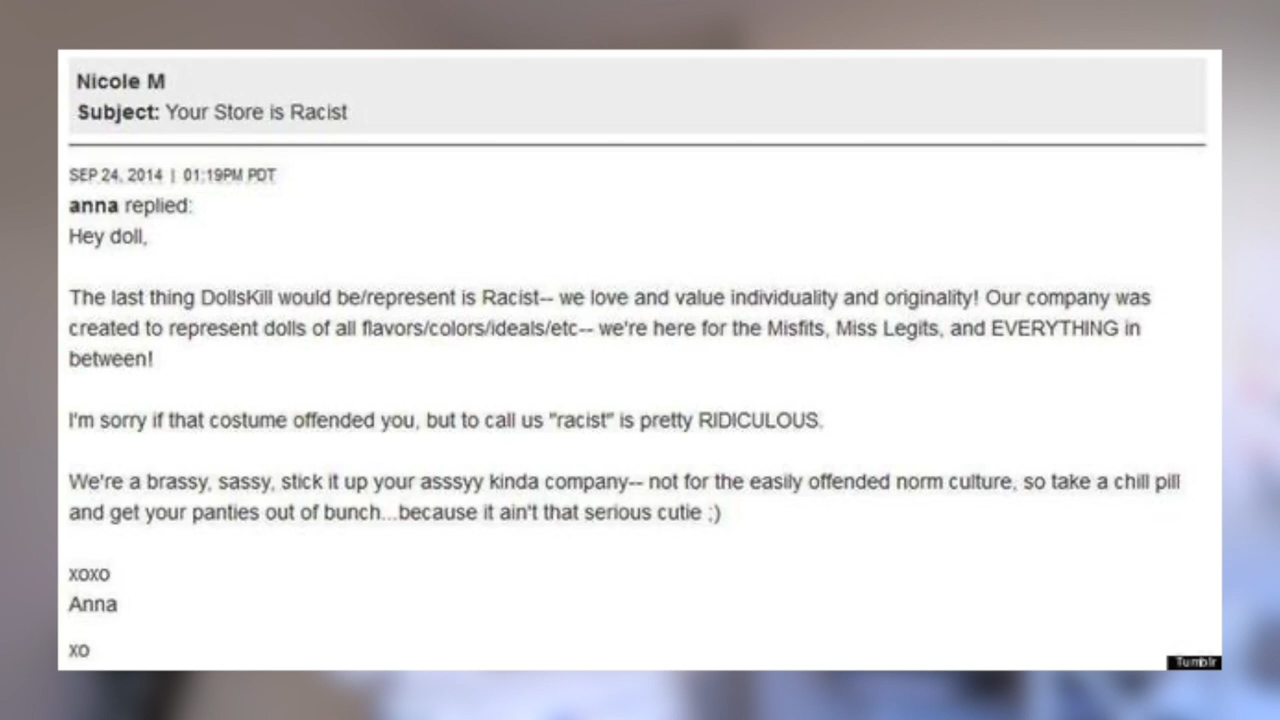 Nicole M
Subject: Your Store is Racist
SEP 24, 2014 | 01:19PM PDT
anna replied:
Hey doll,
The last thing DollsKill would be/represent is Racist-- we love and value individuality and originality! Our company was
created to represent dolls of all flavors/colors/ideals/etc-- we're here for the Misfits, Miss Legits, and EVERYTHING in
between!
I'm sorry if that costume offended you, but to call us "racist" is pretty RIDICULOUS.
We're a brassy, sassy, stick it up your asssyy kinda company-- not for the easily offended norm culture, so take a chill pill
and get your panties out of bunch...because it ain't that serious cutie ;)
xoxo
Anna
xo
Tumblr